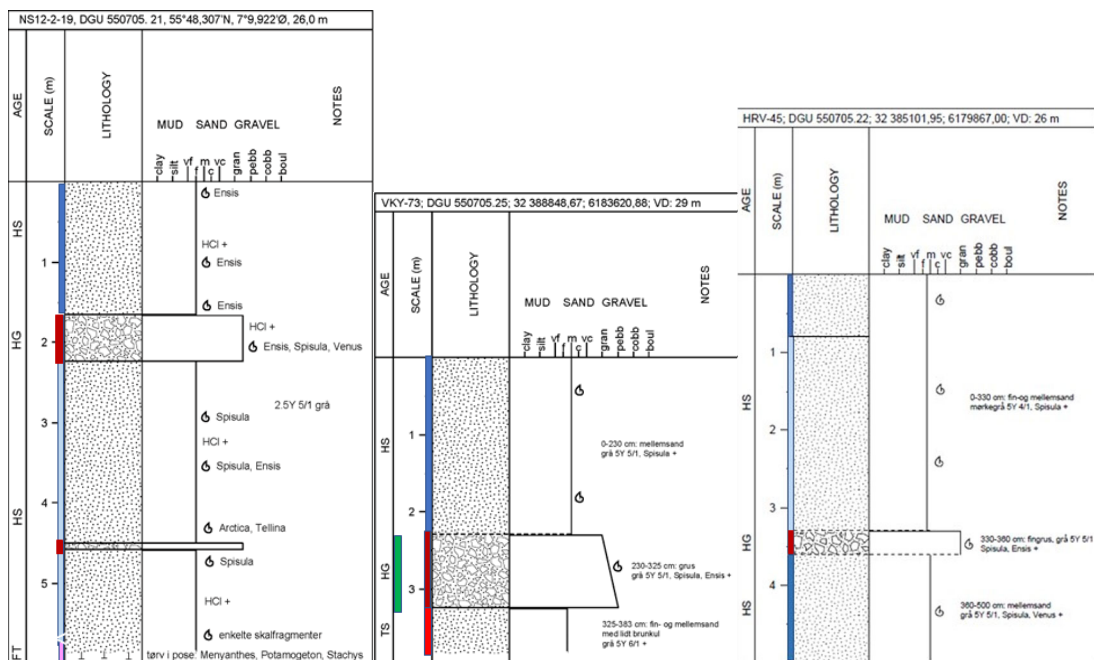 NS12-2-19, DGU 550705. 21, 55°48,307'N, 7°9,922'Ø, 26,0 m
AGE
SCALE (m)
LITHOLOGY
MUD SAND GRAVEL
NOTES
clay
silt
vf
f
m
c
vc
gran
pebb
cobb
boul
HS
Ensis
HCl +
1
Ensis
Ensis
HG
HCl +
2
Ensis, Spisula, Venus
2.5Y 5/1 grå
3
Spisula
HCl +
Spisula, Ensis
HS
4
Arctica, Tellina
Spisula
5
HCl +
enkelte skalfragmenter
FT
tørv i pose: Menyanthes, Potamogeton, Stachys
VKY-73; DGU 550705.25; 32 388848,67; 6183620,88; VD: 29 m
AGE
SCALE (m)
LITHOLOGY
MUD SAND GRAVEL
NOTES
clay
silt
vf
f
m
c
vc
gran
pebb
cobb
boul
HS
1
0-230 cm: mellemsand
grå 5Y 5/1, Spisula +
2
HG
230-325 cm: grus
grå 5Y 5/1, Spisula, Ensis +
3
TS
325-383 cm: fin- og mellemsand
med lidt brunkul
grå 5Y 6/1 +
HRV-45; DGU 550705.22; 32 385101,95; 6179867,00; VD: 26 m
AGE
SCALE (m)
LITHOLOGY
MUD SAND GRAVEL
NOTES
clay
silt
vf
f
m
c
vc
gran
pebb
cobb
boul
1
HS
0-330 cm: fin-og mellemsand
mørkegrå 5Y 4/1, Spisula +
2
3
HG
330-360 cm: fingrus, grå 5Y 5/1
Spisula, Ensis +
4
HS
360-500 cm: mellemsand
grå 5Y 5/1, Spisula, Venus +